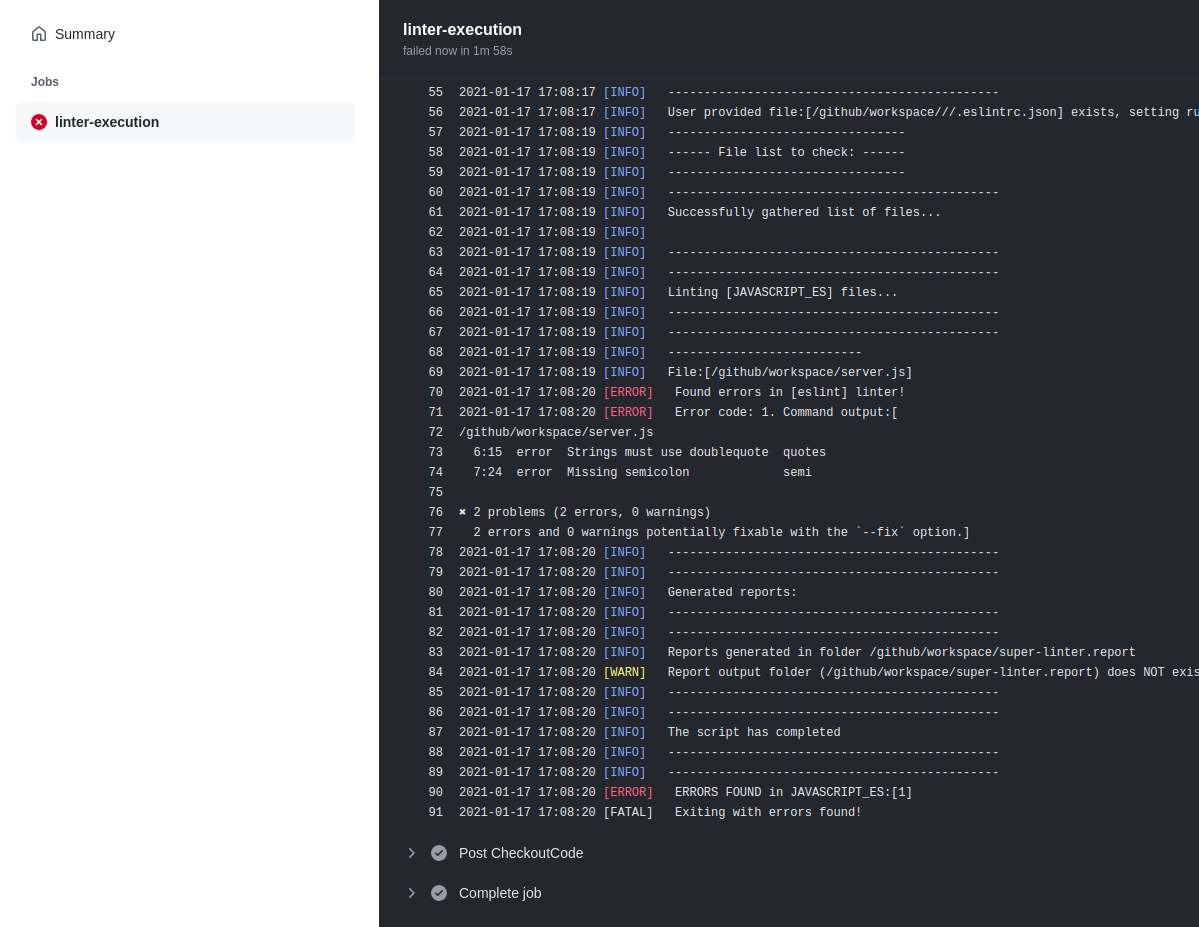 Summary
Jobs
linter-execution
linter-execution
failed now in 1m 58s
55 2021-01-17 17:08:17 [INFO]   ----------------------------------------------
56 2021-01-17 17:08:17 [INFO]   User provided file:[/github/workspace///.eslintrc.json] exists, setting ru
57 2021-01-17 17:08:19 [INFO]   ---------------------------------
58 2021-01-17 17:08:19 [INFO]   ------ File list to check: ------
59 2021-01-17 17:08:19 [INFO]   ---------------------------------
60 2021-01-17 17:08:19 [INFO]   ----------------------------------------------
61 2021-01-17 17:08:19 [INFO]   Successfully gathered list of files...
62 2021-01-17 17:08:19 [INFO]
63 2021-01-17 17:08:19 [INFO]   ----------------------------------------------
64 2021-01-17 17:08:19 [INFO]   ----------------------------------------------
65 2021-01-17 17:08:19 [INFO]   Linting [JAVASCRIPT_ES] files...
66 2021-01-17 17:08:19 [INFO]   ----------------------------------------------
67 2021-01-17 17:08:19 [INFO]   ----------------------------------------------
68 2021-01-17 17:08:19 [INFO]   ---------------------------
69 2021-01-17 17:08:19 [INFO]   File:[/github/workspace/server.js]
70 2021-01-17 17:08:20 [ERROR]   Found errors in [eslint] linter!
71 2021-01-17 17:08:20 [ERROR]   Error code: 1. Command output:[
72 /github/workspace/server.js
73   6:15  error  Strings must use doublequote  quotes
74   7:24  error  Missing semicolon             semi
75
76 ✖ 2 problems (2 errors, 0 warnings)
77   2 errors and 0 warnings potentially fixable with the `--fix` option.]
78 2021-01-17 17:08:20 [INFO]   ----------------------------------------------
79 2021-01-17 17:08:20 [INFO]   ----------------------------------------------
80 2021-01-17 17:08:20 [INFO]   Generated reports:
81 2021-01-17 17:08:20 [INFO]   ----------------------------------------------
82 2021-01-17 17:08:20 [INFO]   ----------------------------------------------
83 2021-01-17 17:08:20 [INFO]   Reports generated in folder /github/workspace/super-linter.report
84 2021-01-17 17:08:20 [WARN]   Report output folder (/github/workspace/super-linter.report) does NOT exis
85 2021-01-17 17:08:20 [INFO]   ----------------------------------------------
86 2021-01-17 17:08:20 [INFO]   ----------------------------------------------
87 2021-01-17 17:08:20 [INFO]   The script has completed
88 2021-01-17 17:08:20 [INFO]   ----------------------------------------------
89 2021-01-17 17:08:20 [INFO]   ----------------------------------------------
90 2021-01-17 17:08:20 [ERROR]   ERRORS FOUND in JAVASCRIPT_ES:[1]
91 2021-01-17 17:08:20 [FATAL]   Exiting with errors found!
Post CheckoutCode
Complete job